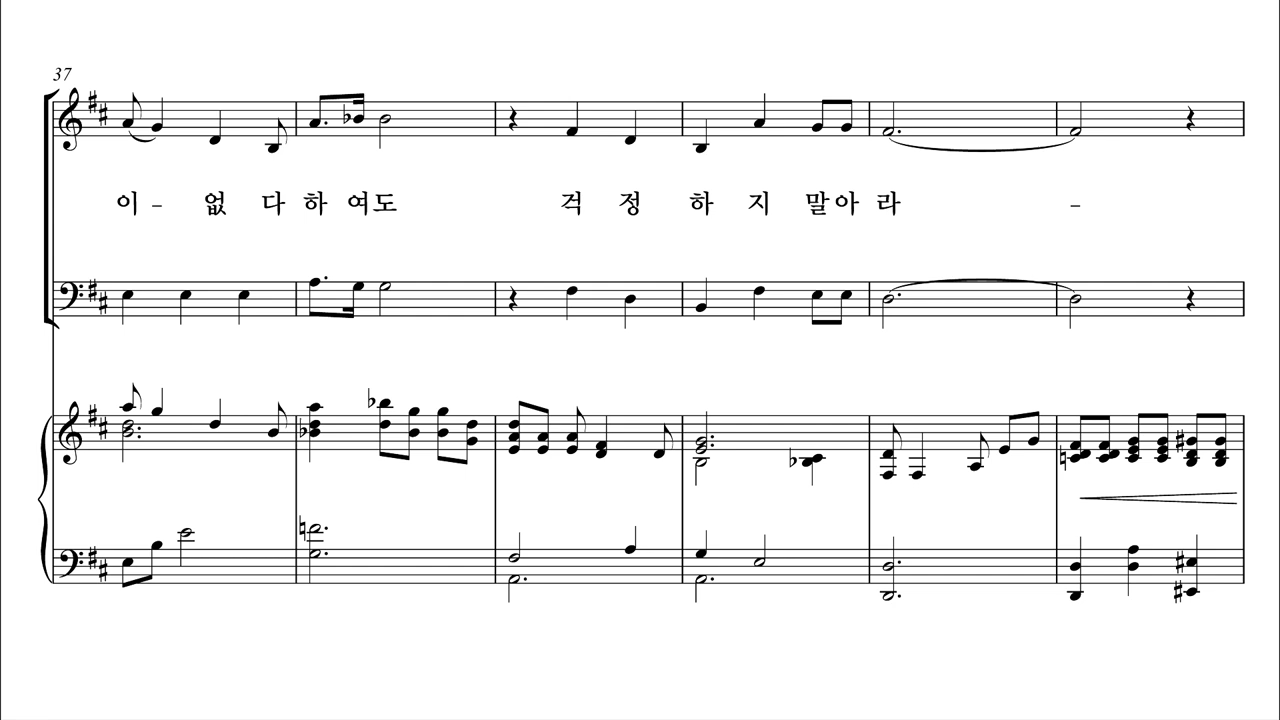 37
이 - 없 다 하 여 도 걱 정 하 지 말 아 라 -